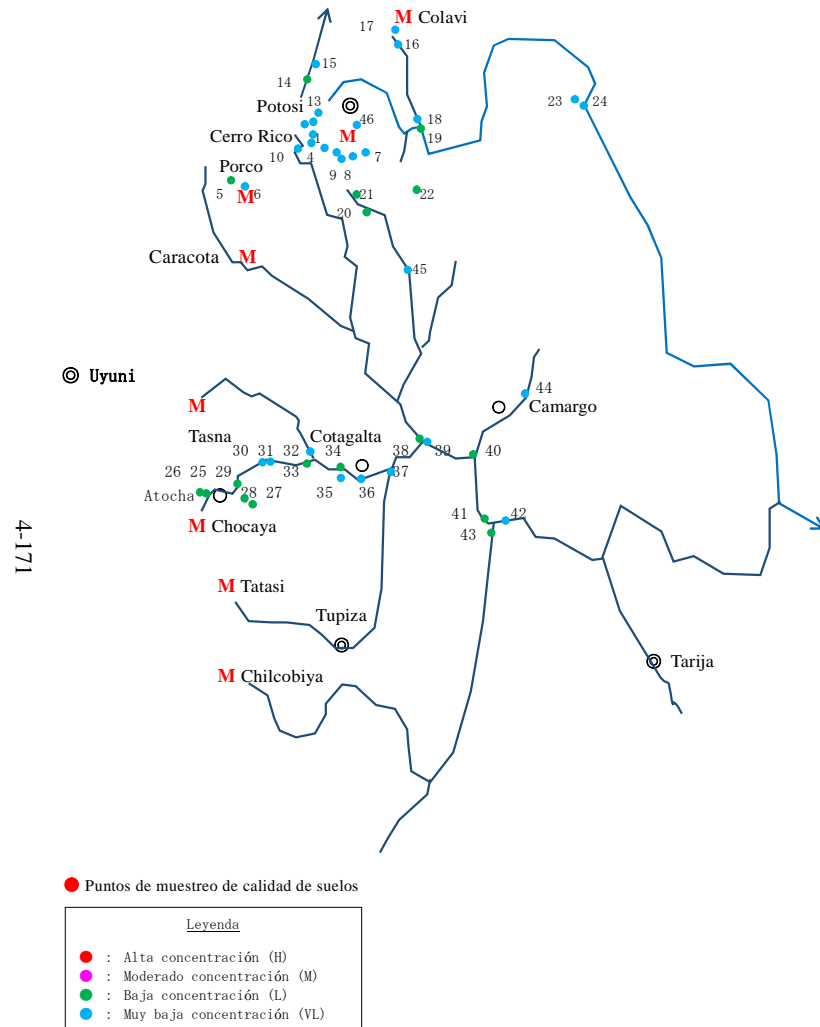 17 M Colavi
16
15
14
23 24
Potosi 13
46 18
Cerro Rico 1 M 19
10 4 7
Porco 9 8
5 6 21 22
M
20
Caracota M 45
Uyuni
44
M Camargo
Tasna Cotagalta
30 31 32 34 38 39 40
26 25 29 33 37
Atocha 28 27 35 36
M Chocaya 41 42
43
4-171
M Tatasi
Tupiza
Tarija
M Chilcobiya
Puntos de muestreo de calidad de suelos
Leyenda
: Alta concentración (H)
: Moderado concentración (M)
: Baja concentración (L)
: Muy baja concentración (VL)